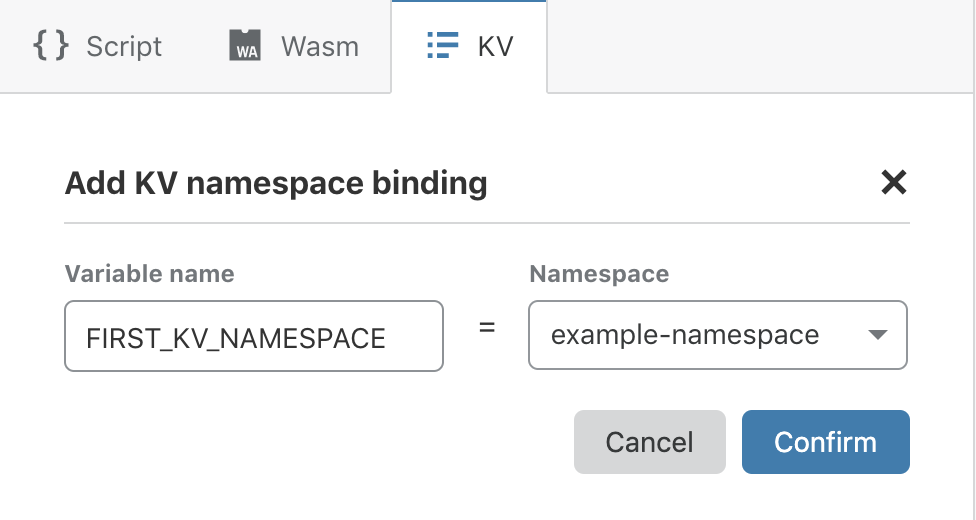 { } Script WA Wasm KV
Add KV namespace binding ✕
Variable name Namespace
FIRST_KV_NAMESPACE = example-namespace
Cancel Confirm